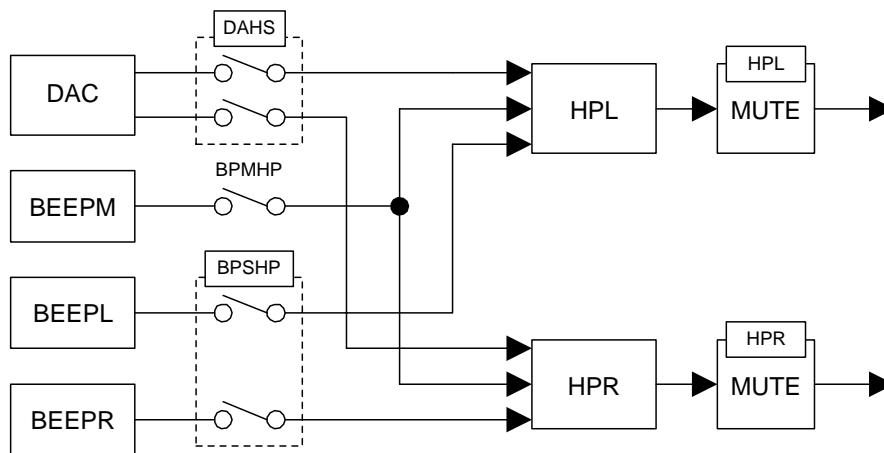 DAHS
HPL
DAC
HPL
MUTE
BPMHP
BEEPM
BPSHP
BEEPL
HPR
HPR
MUTE
BEEPR